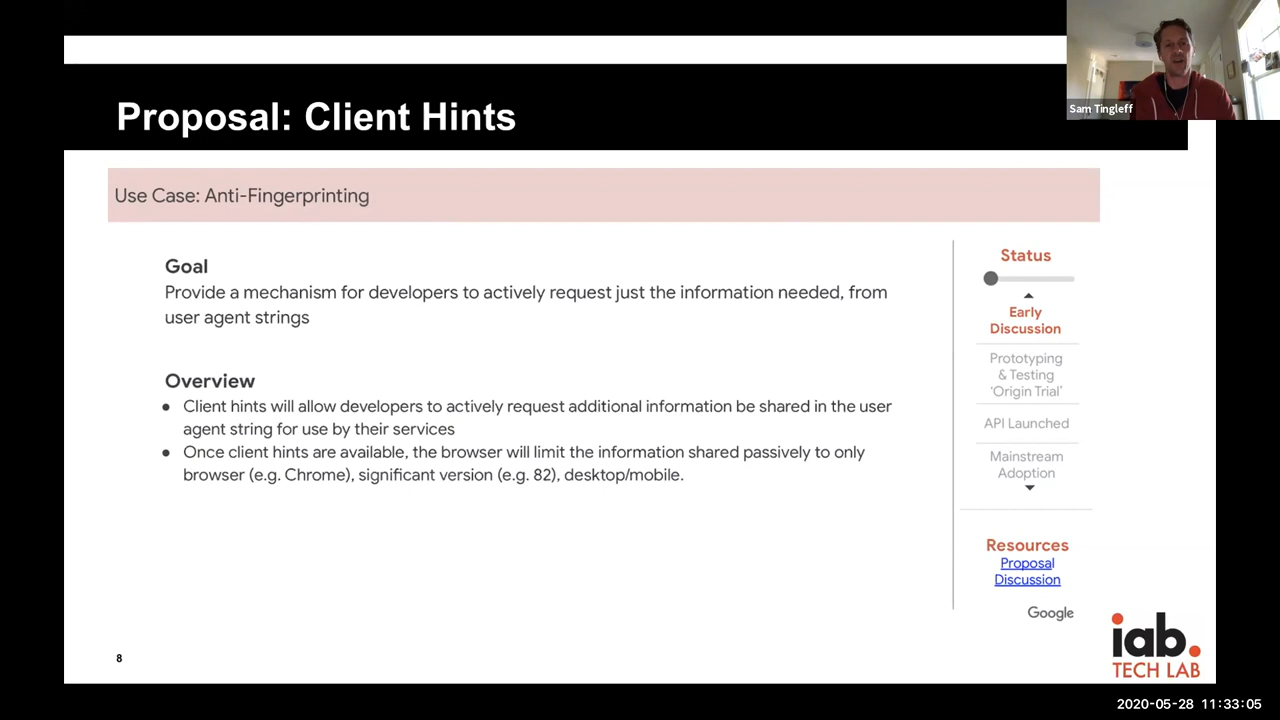 Proposal: Client Hints
Sam Tingleff
Use Case: Anti-Fingerprinting
Goal
Provide a mechanism for developers to actively request just the information needed, from
user agent strings
Overview
● Client hints will allow developers to actively request additional information be shared in the user
agent string for use by their services
● Once client hints are available, the browser will limit the information shared passively to only
browser (e.g. Chrome), significant version (e.g. 82), desktop/mobile.
Status
Early
Discussion
Prototyping
& Testing
‘Origin Trial’
API Launched
Mainstream
Adoption
Resources
Proposal
Discussion
Google
iab.
TECH LAB
8
2020-05-28 11:33:05